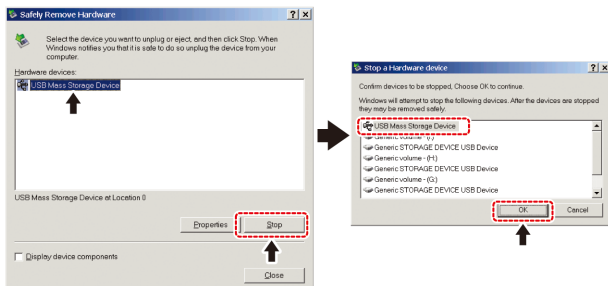 Safely Remove Hardware
Select the device you want to unplug or eject, and then click Stop. When
Windows notifies you that it is safe to do so unplug the device from your
computer.
Hardware devices:
USB Mass Storage Device
USB Mass Storage Device at Location 0
Properties
Stop
Display device components
Close
Stop a Hardware device
Confirm devices to be stopped, Choose OK to continue.
Windows will attempt to stop the following devices. After the devices are stopped
they may be removed safely.
USB Mass Storage Device
Generic volume - (I:)
Generic STORAGE DEVICE USB Device
Generic volume - (H:)
Generic STORAGE DEVICE USB Device
Generic volume - (G:)
Generic STORAGE DEVICE USB Device
OK
Cancel